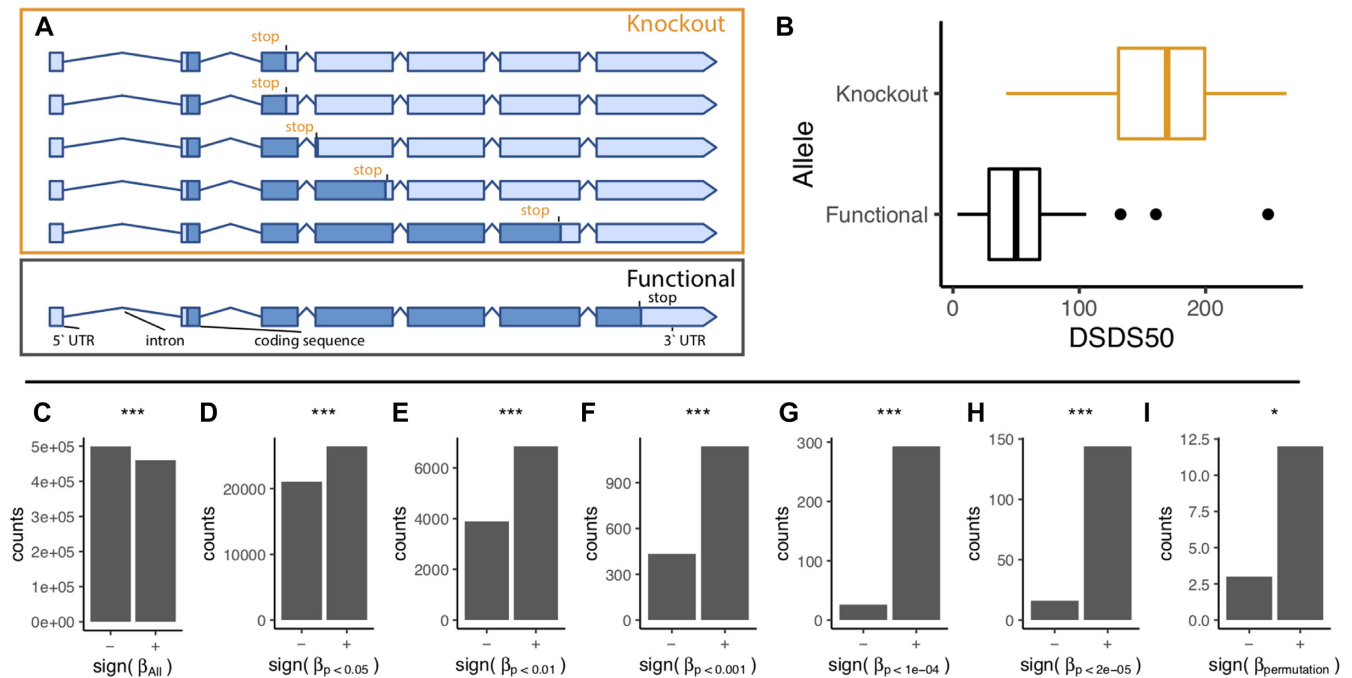 A
Knockout
stop
stop
stop
stop
stop
Functional
stop
5` UTR
intron
coding sequence
3` UTR
B
Allele
Knockout
Functional
0
100
200
DSDS50
C
***
counts
5e+05
4e+05
3e+05
2e+05
1e+05
0e+00
− +
sign( βAll )
D
***
counts
20000
10000
0
− +
sign( βp < 0.05 )
E
***
counts
6000
4000
2000
0
− +
sign( βp < 0.01 )
F
***
counts
900
600
300
0
− +
sign( βp < 0.001 )
G
***
counts
300
200
100
0
− +
sign( βp < 1e−04 )
H
***
counts
150
100
50
0
− +
sign( βp < 2e−05 )
I
*
counts
12.5
10.0
7.5
5.0
2.5
0.0
− +
sign( βpermutation )